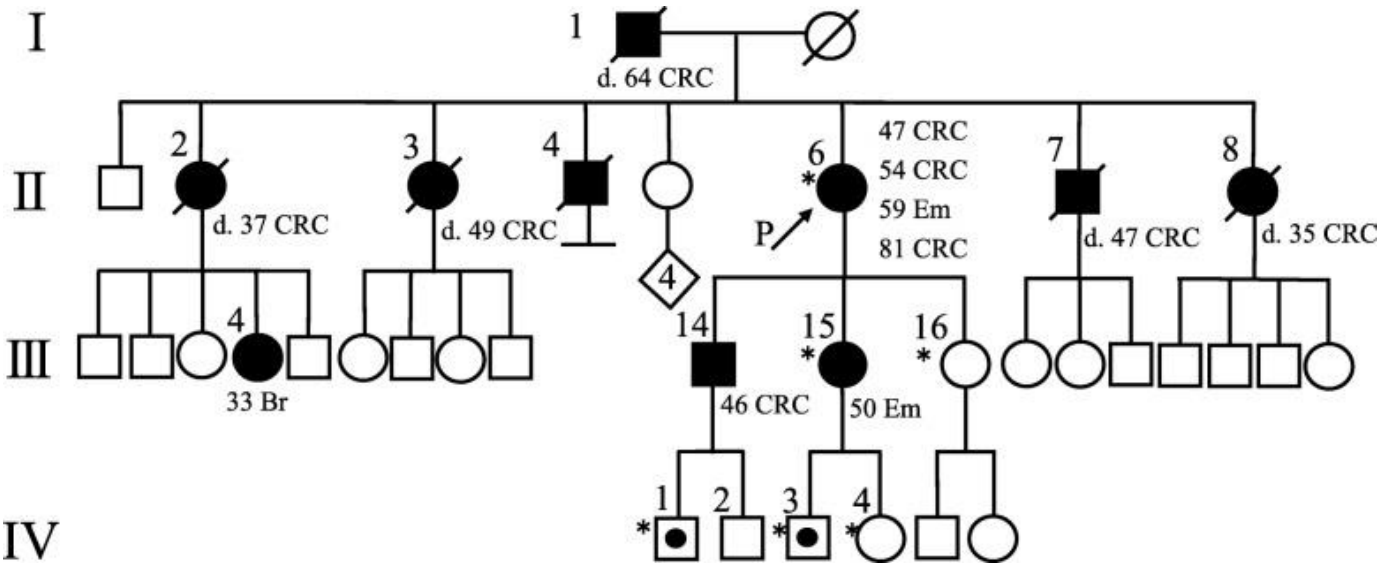 I
1
d. 64 CRC
II
2
d. 37 CRC
3
d. 49 CRC
4
4
6
*
P
47 CRC
54 CRC
59 Em
81 CRC
7
d. 47 CRC
8
d. 35 CRC
III
4
33 Br
14
46 CRC
15
*
50 Em
16
*
IV
1
*
2
3
*
4
*